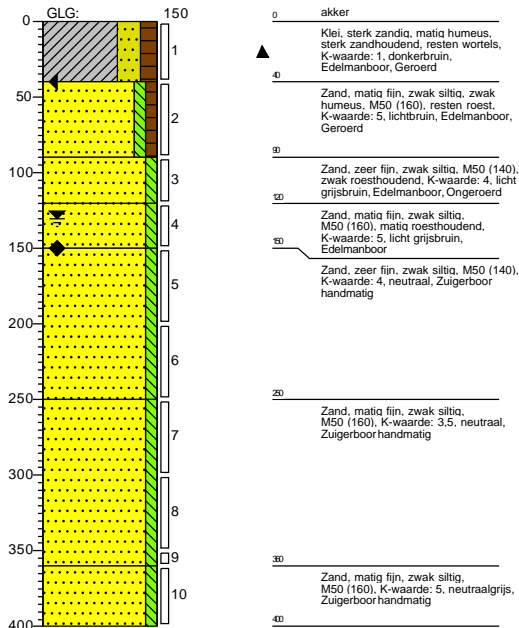 GLG: 150
0
50
100
150
200
250
300
350
400
1
2
3
4
5
6
7
8
9
10
0
akker
Klei, sterk zandig, matig humeus,
sterk zandhoudend, resten wortels,
K-waarde: 1, donkerbruin,
Edelmanboor, Geroerd
40
Zand, matig fijn, zwak siltig, zwak
humeus, M50 (160), resten roest,
K-waarde: 5, lichtbruin, Edelmanboor,
Geroerd
90
Zand, zeer fijn, zwak siltig, M50 (140),
zwak roesthoudend, K-waarde: 4, licht
grijsbruin, Edelmanboor, Ongeroerd
120
Zand, matig fijn, zwak siltig,
M50 (160), matig roesthoudend,
K-waarde: 5, licht grijsbruin,
Edelmanboor
150
Zand, zeer fijn, zwak siltig, M50 (140),
K-waarde: 4, neutraal, Zuigerboor
handmatig
250
Zand, matig fijn, zwak siltig,
M50 (160), K-waarde: 3,5, neutraal,
Zuigerboor handmatig
360
Zand, matig fijn, zwak siltig,
M50 (160), K-waarde: 5, neutraalgrijs,
Zuigerboor handmatig
400